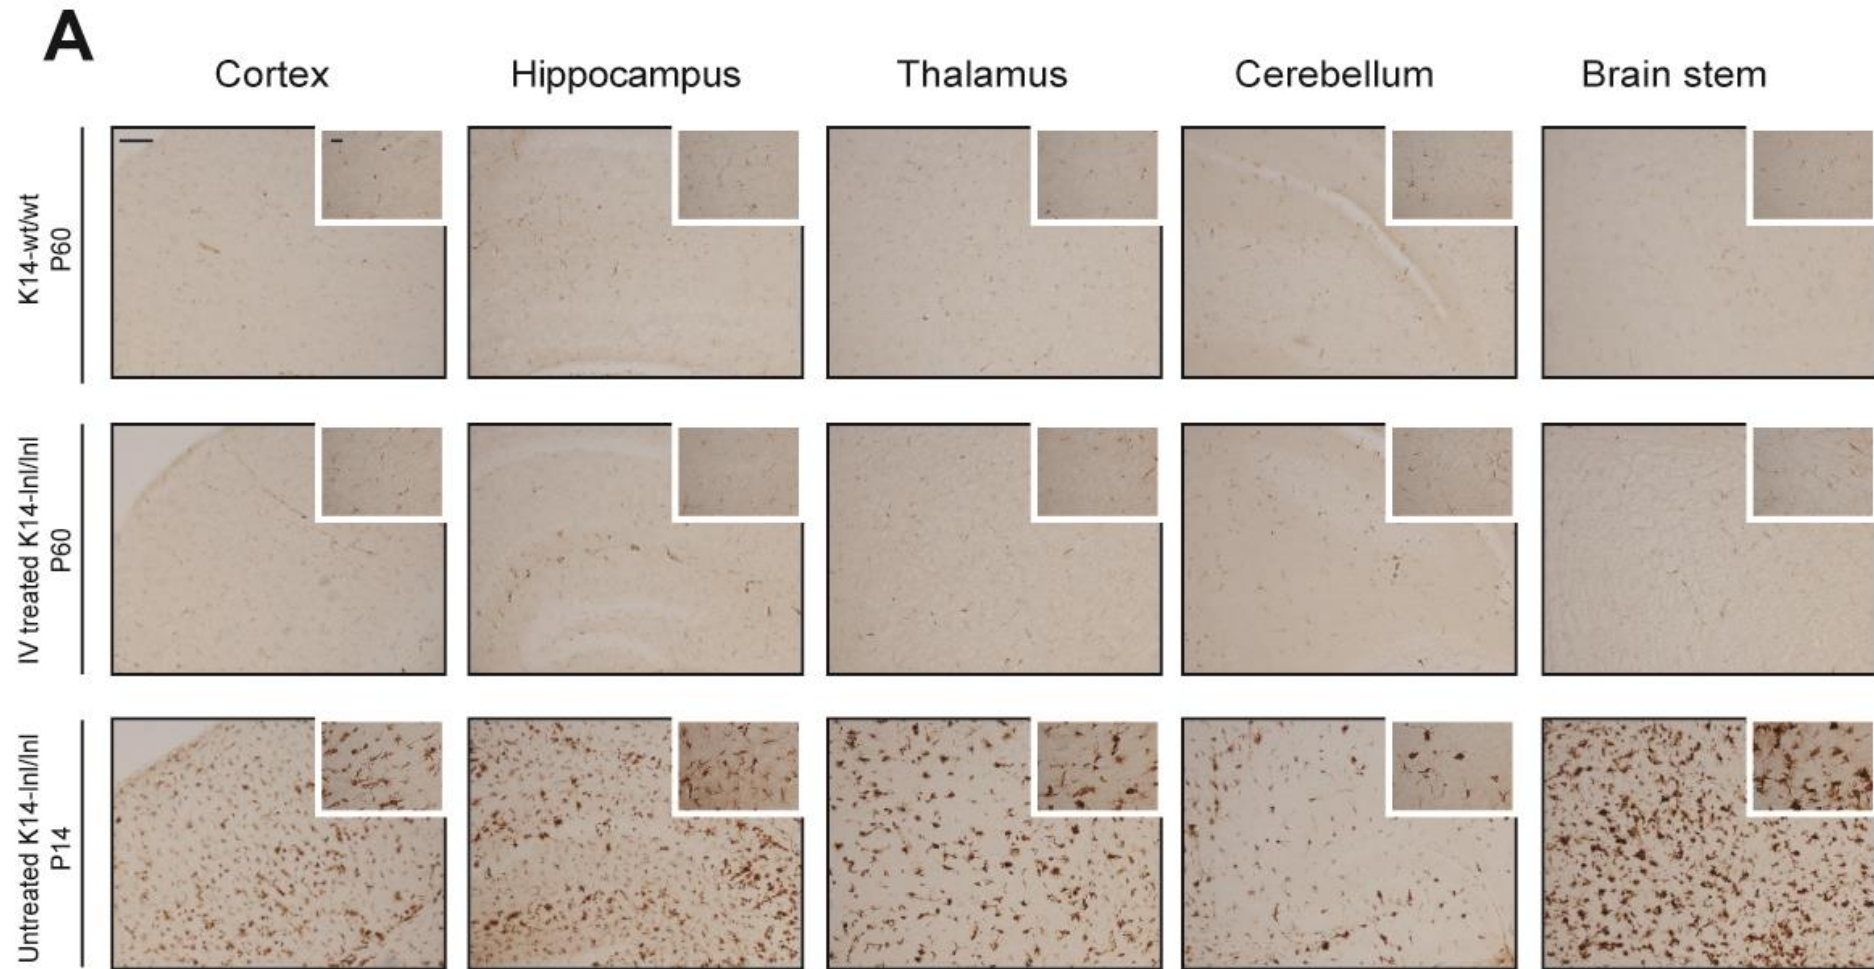 A
Cortex
Hippocampus
Thalamus
Cerebellum
Brain stem
K14-wt/wt
P60
IV treated K14-lnl/lnl
P60
Untreated K14-lnl/lnl
P14